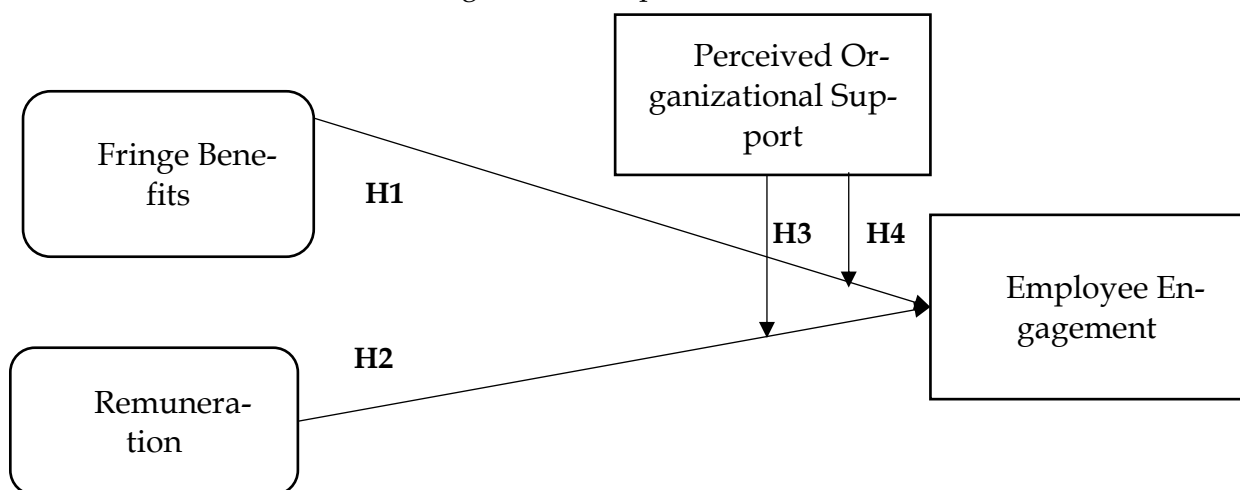 Perceived Or-
ganizational Sup-
port
Fringe Bene-
fits
H1
H3
H4
Employee En-
gagement
H2
Remunera-
tion